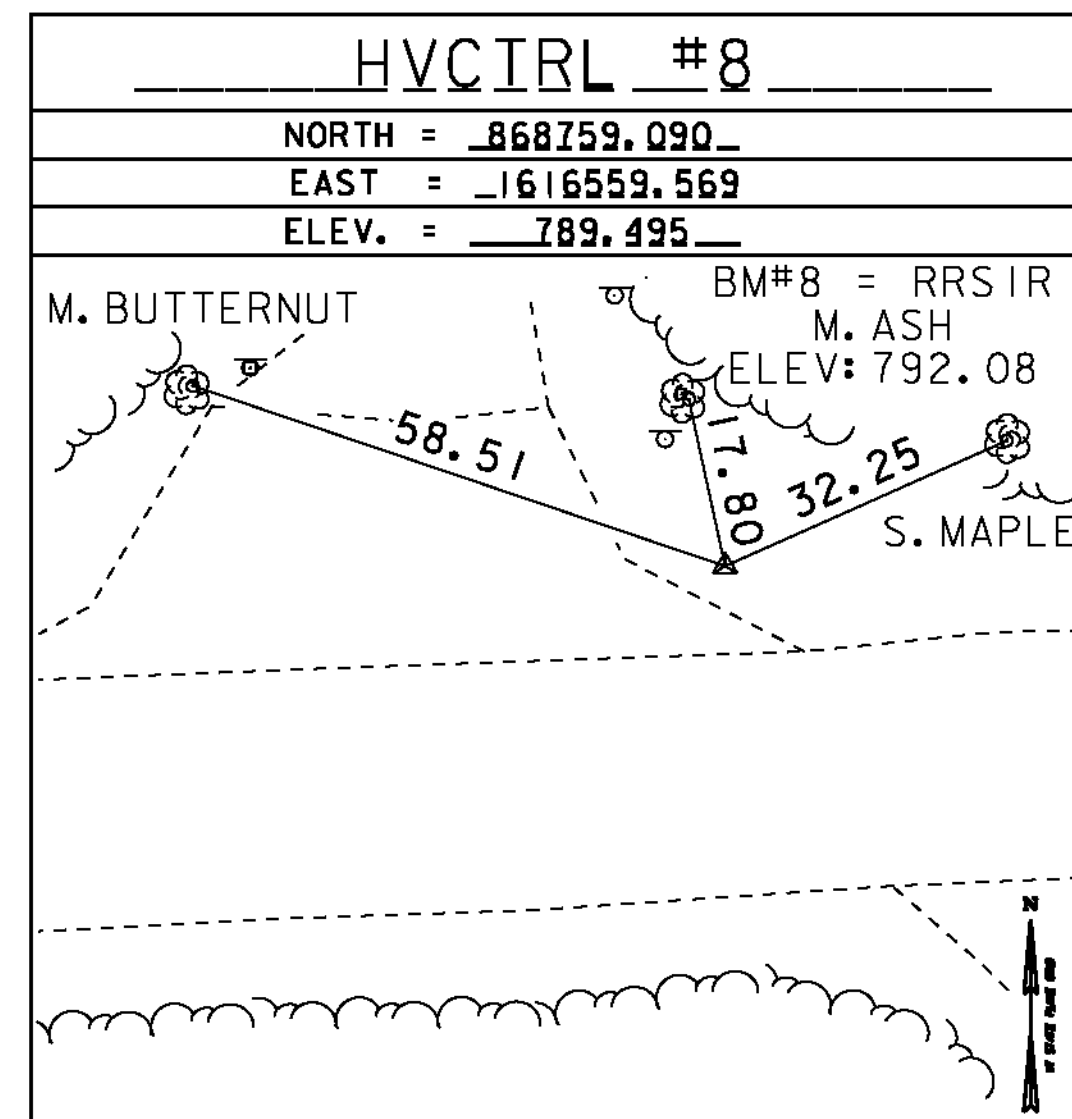 HVCTRL #8
NORTH = 868759.090
EAST = 1616559.569
ELEV. = 789.495
M. BUTTERNUT
BM#8 = RRSIR
M. ASH
ELEV: 792.08
58.51
17.80
32.25
S. MAPLE
N